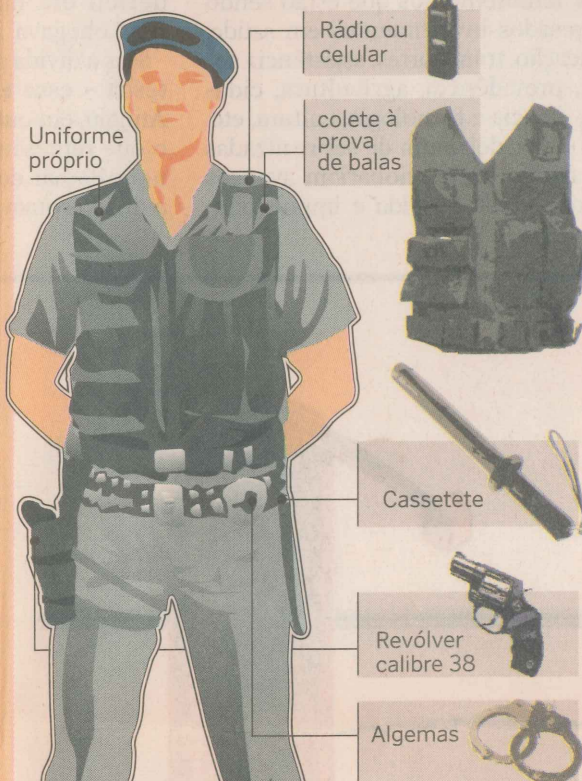 Rádio ou
celular
Uniforme
próprio
colete à
prova
de balas
Cassetete
Revólver
calibre 38
Algemas